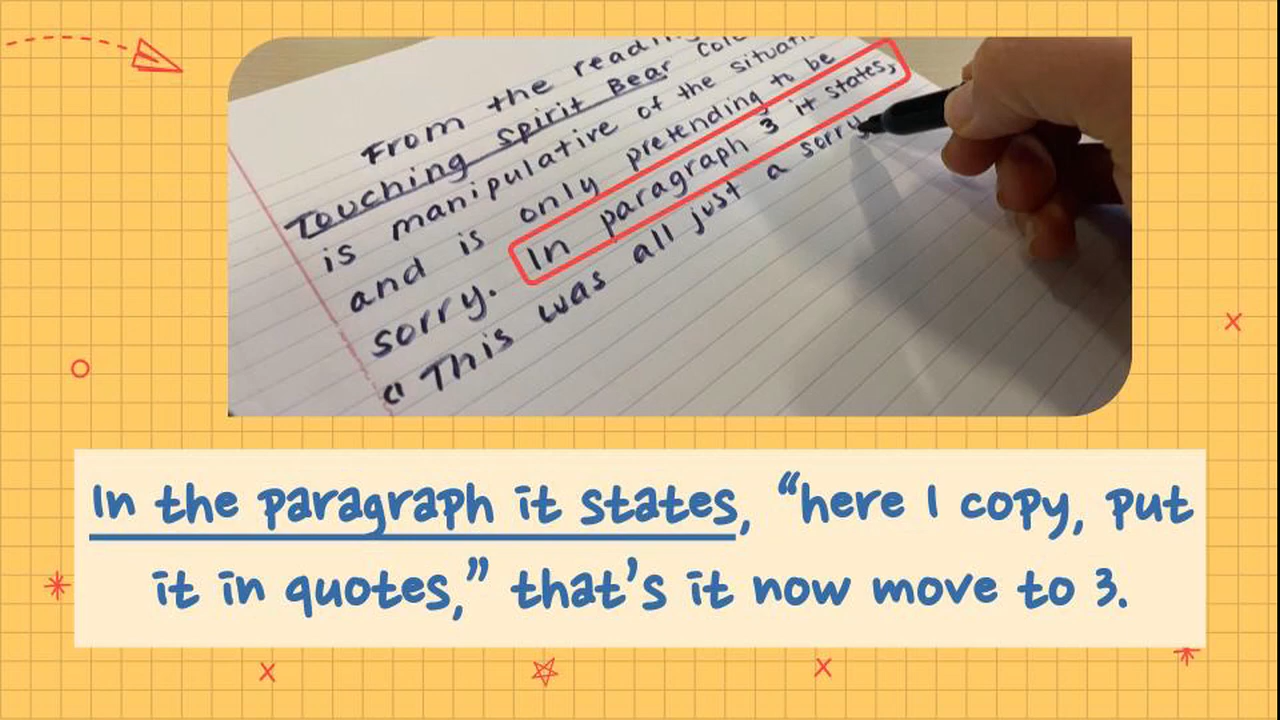 From the readi
Touching Spirit Bear Cole
is manipulative of the situati
and is only pretending to be
sorry. In paragraph 3 it states,
"This was all just a sorry
In the paragraph it states, “here I copy, put
it in quotes,” that’s it now move to 3.